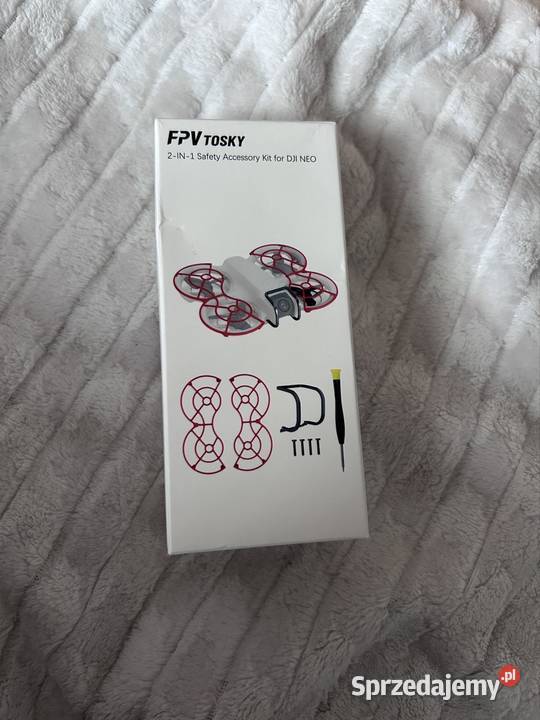 FPV TOSKY
2-IN-1 Safety Accessory Kit for DJI NEO
Sprzedajemy.pl